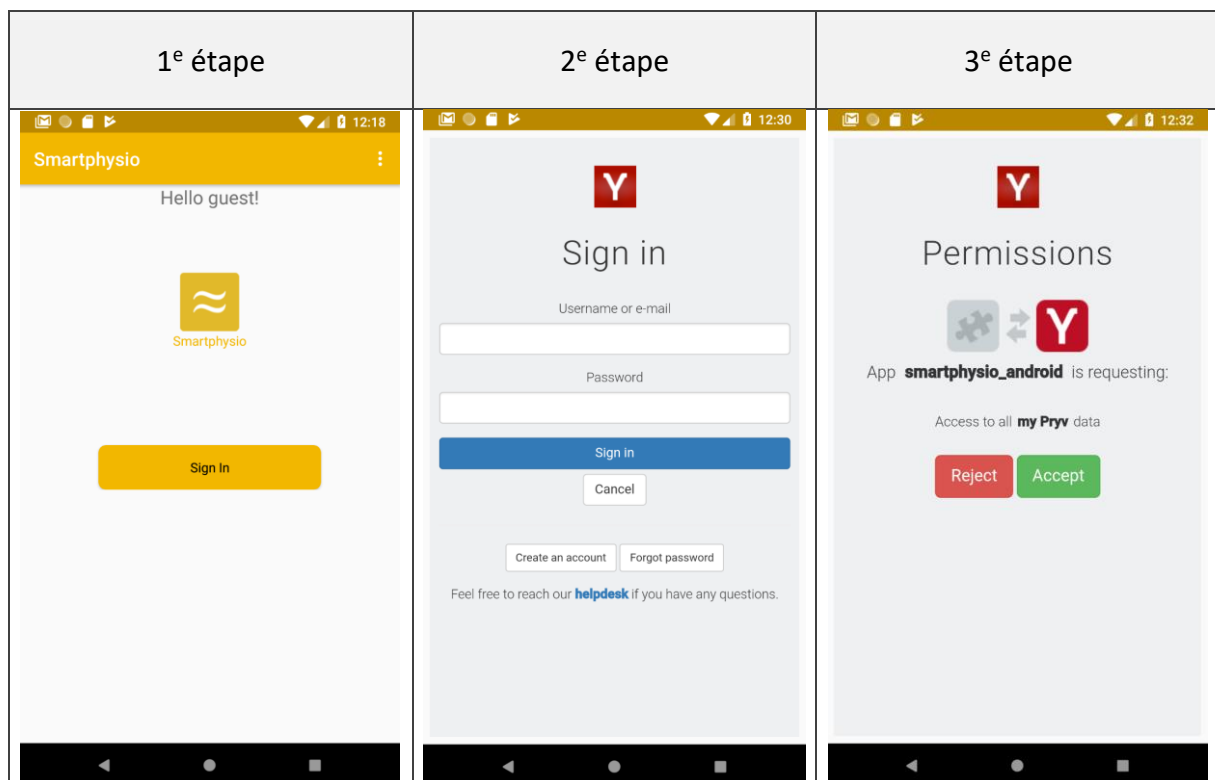 1e étape
2e étape
3e étape
12:18
Smartphysio
Hello guest!
Smartphysio
Sign In
12:30
Y
Sign in
Username or e-mail
Password
Sign in
Cancel
Create an account
Forgot password
Feel free to reach our helpdesk if you have any questions.
12:32
Y
Permissions
Y
App smartphysio_android is requesting:
Access to all my Pryv data
Reject
Accept